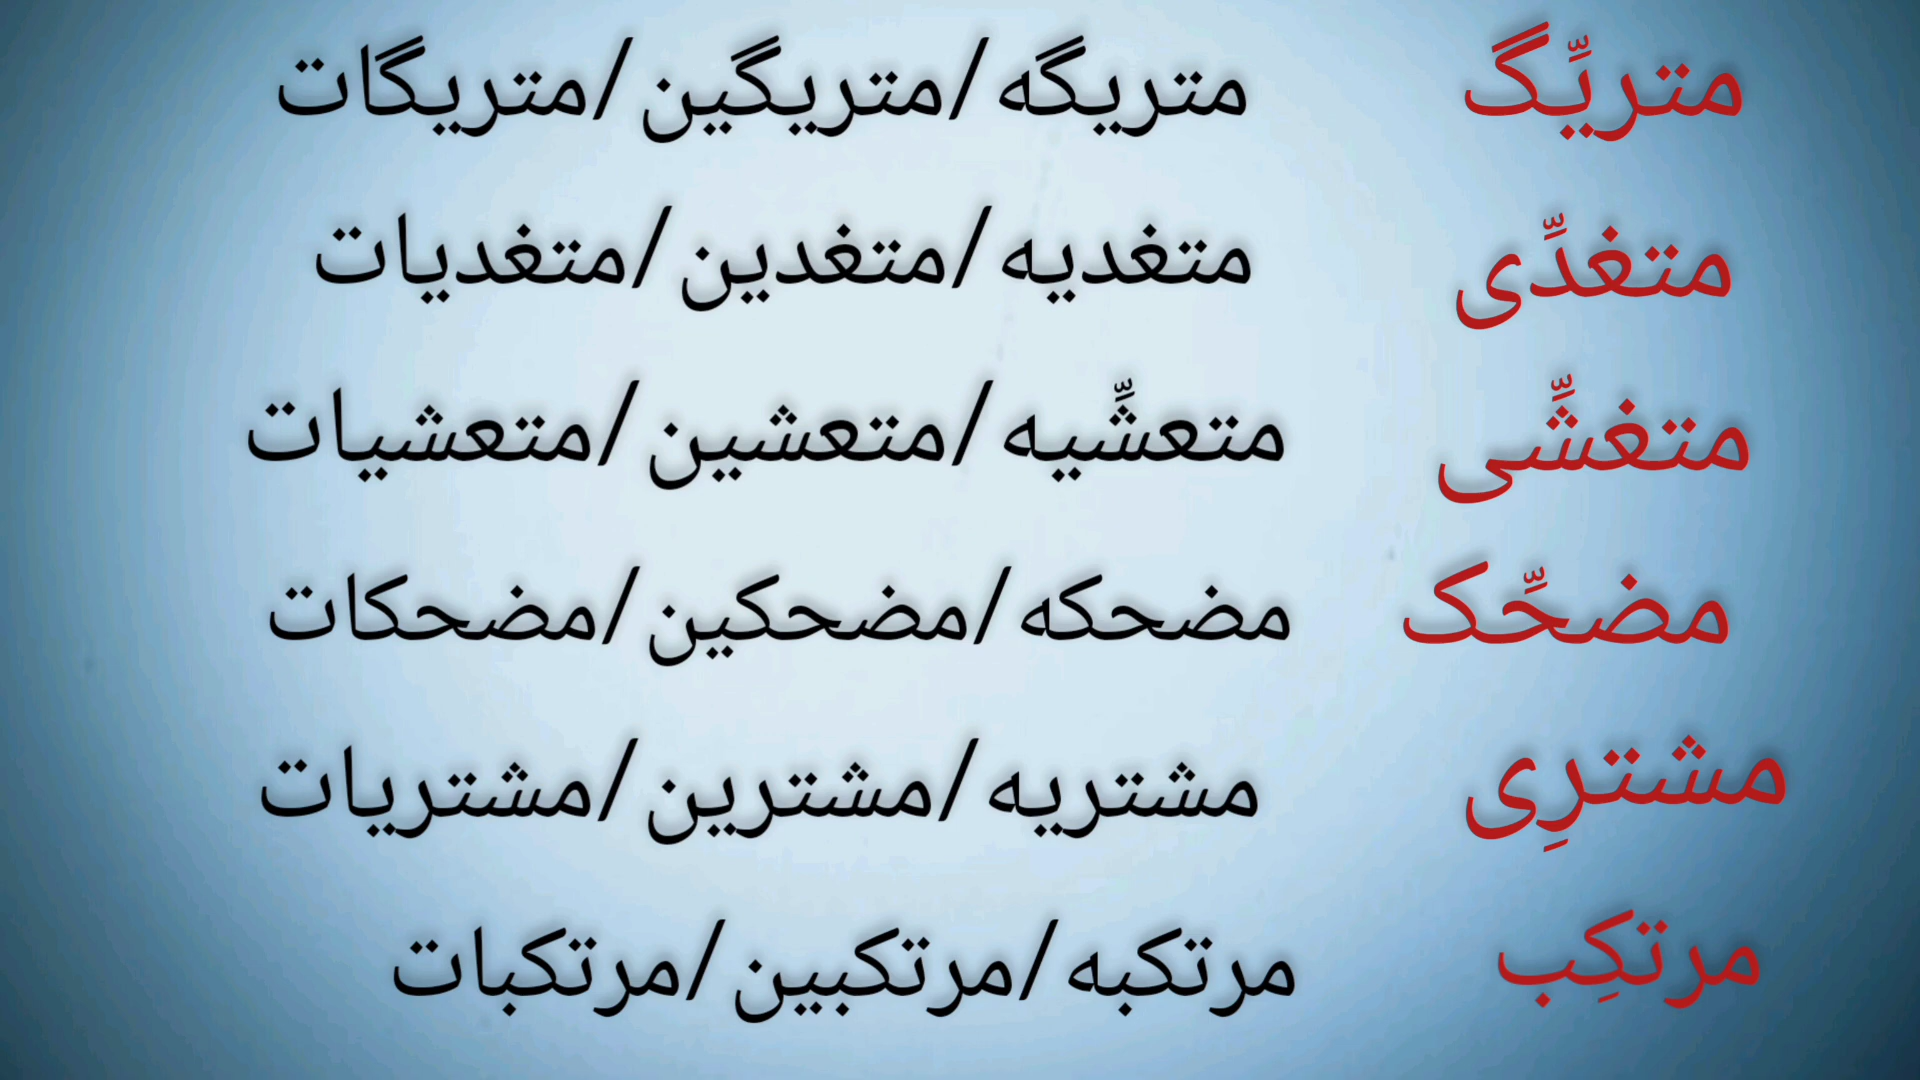 متریِّگ متریگه/متریگین/متریگات
متغدِّی متغدیه/متغدین/متغدیات
متغشِّی متعشِّیه/متعشین/متعشیات
مضحِّک مضحکه/مضحکین/مضحکات
مشترِی مشتریه/مشترین/مشتریات
مرتکِب مرتکبه/مرتکبین/مرتکبات